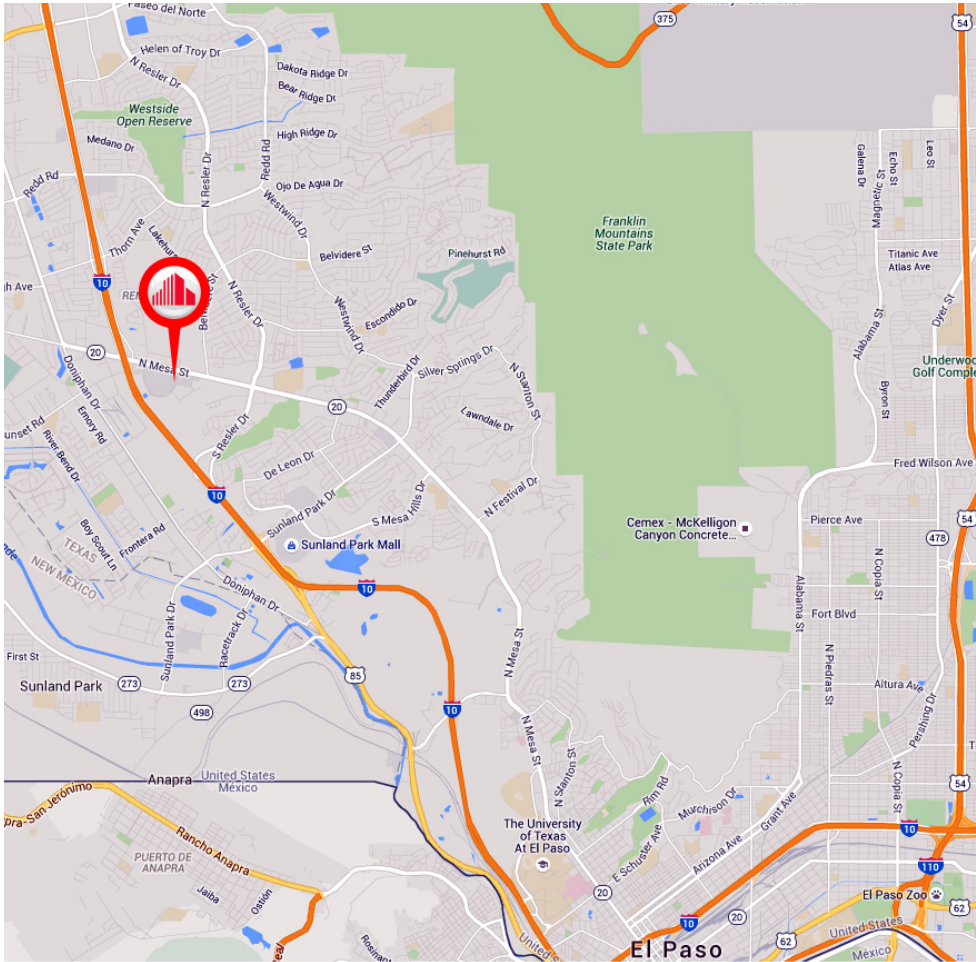 Paseo del Norte
375
54
Helen of Troy Dr
N Resler Dr
Dakota Ridge Dr
Bear Ridge Dr
Westside
Open Reserve
High Ridge Dr
Medano Dr
Redd Rd
N Resler Dr
Galena Dr
Echo St
Leo St
Magnetic St
Redd Rd
Ojo De Agua Dr
Westwind Dr
Franklin
Mountains
State Park
Thorn Ave
Belvidere St
Pinehurst Rd
Titanic Ave
Atlas Ave
10
N Resler Dr
Westwind Dr
Escondido Dr
Dyer St
Alabama St
20
N Mesa St
Thunderbird Dr
Silver Springs Dr
N Stanton St
Byron St
Golf
Doniphan Dr
Emory Rd
20
Lawndale Dr
River Bend Dr
S Resler Dr
De Leon Dr
Fred Wilson Ave
10
Sunland Park Dr
S Mesa Hills Dr
N Festival Dr
Boy Scout Ln
Frontera Rd
Cemex - McKelligon
Canyon Concrete...
Pierce Ave
54
478
Sunland Park Mall
TEXAS
NEW MEXICO
N Copia St
Doniphan Dr
10
Alabama St
Fort Blvd
Sunland Park Dr
Racetrack Dr
N Mesa St
N Piedras St
First St
Sunland Park
273
273
85
Altura Ave
498
10
Pershing Dr
N Mesa St
N Stanton St
Anapra
United States
México
Rim Rd
Murchison Dr
Grant Ave
N Copia St
54
Rancho Anapra
The University
of Texas
At El Paso
E Schuster Ave
Arizona Ave
10
PUERTO DE
ANAPRA
110
Jaiba
Ostión
20
10
20
El Paso Zoo
62
62
United States
México
El Paso